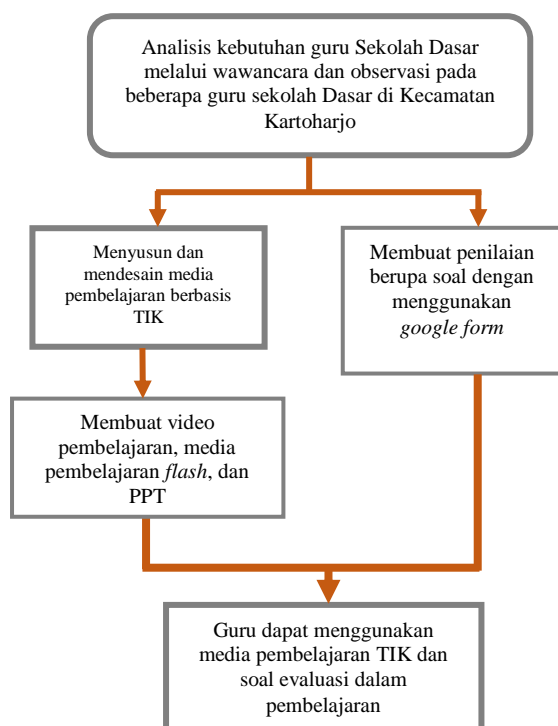 Analisis kebutuhan guru Sekolah Dasar
melalui wawancara dan observasi pada
beberapa guru sekolah Dasar di Kecamatan
Kartoharjo
Menyusun dan
mendesain media
pembelajaran berbasis
TIK
Membuat penilaian
berupa soal dengan
menggunakan
google form
Membuat video
pembelajaran, media
pembelajaran flash, dan
PPT
Guru dapat menggunakan
media pembelajaran TIK dan
soal evaluasi dalam
pembelajaran